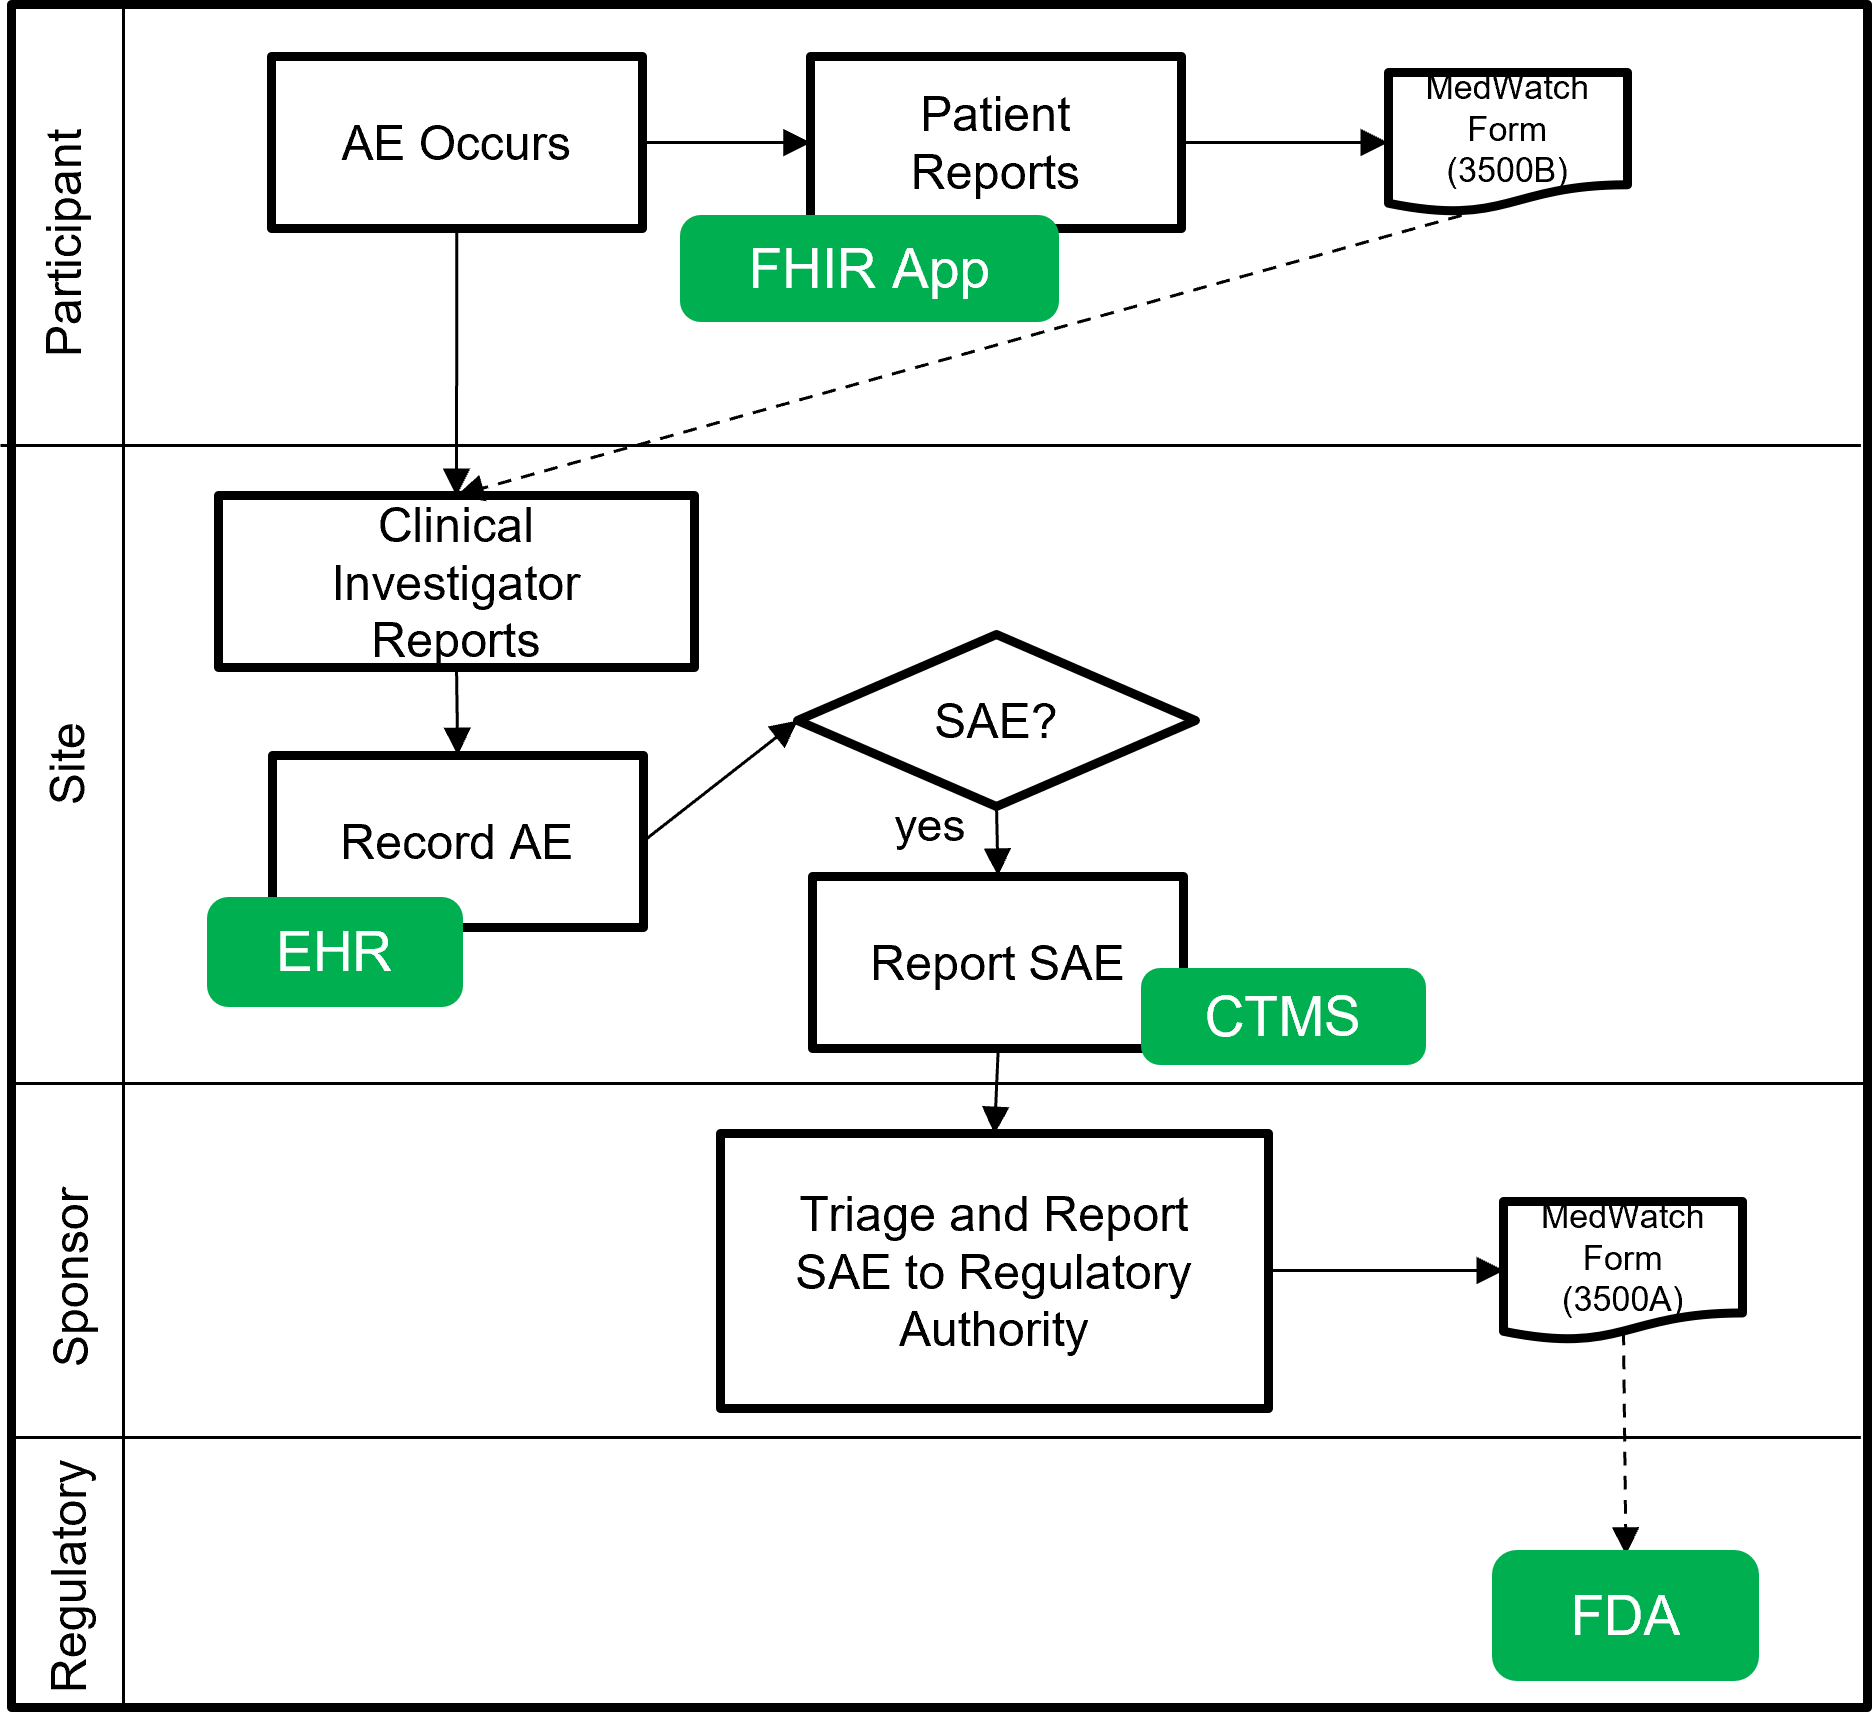 Participant
AE Occurs
Patient
Reports
MedWatch
Form
(3500B)
FHIR App
Site
Clinical
Investigator
Reports
SAE?
yes
Record AE
EHR
Report SAE
CTMS
Sponsor
Triage and Report
SAE to Regulatory
Authority
MedWatch
Form
(3500A)
Regulatory
FDA